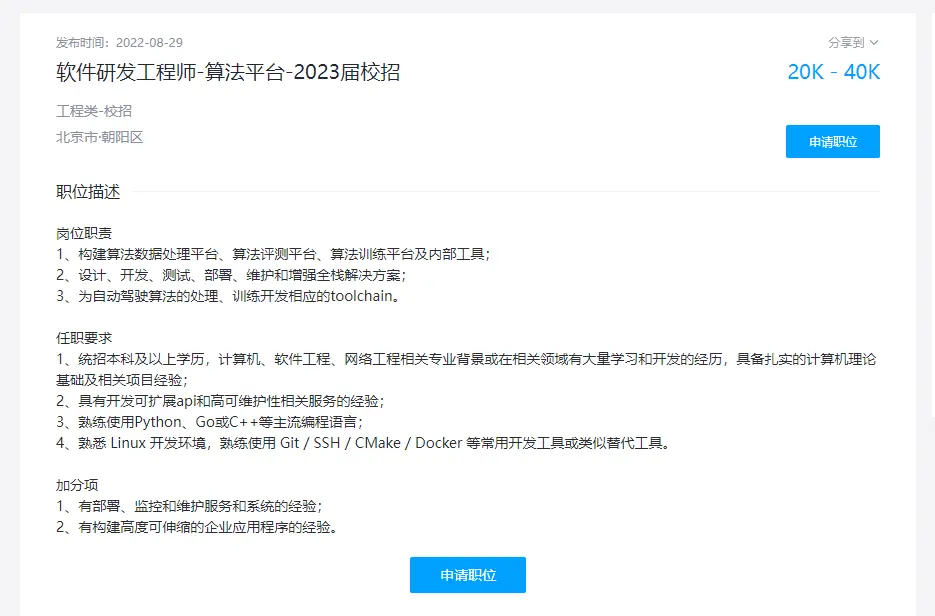 发布时间：2022-08-29
分享到
软件研发工程师-算法平台-2023届校招
20K - 40K
工程类-校招
北京市·朝阳区
申请职位
职位描述
岗位职责
1、构建算法数据处理平台、算法评测平台、算法训练平台及内部工具；
2、设计、开发、测试、部署、维护和增强全栈解决方案；
3、为自动驾驶算法的处理、训练开发相应的toolchain。
任职要求
1、统招本科及以上学历，计算机、软件工程、网络工程相关专业背景或在相关领域有大量学习和开发的经历，具备扎实的计算机理论
基础及相关项目经验；
2、具有开发可扩展api和高可维护性相关服务的经验；
3、熟练使用Python、Go或C++等主流编程语言；
4、熟悉 Linux 开发环境，熟练使用 Git / SSH / CMake / Docker 等常用开发工具或类似替代工具。
加分项
1、有部署、监控和维护服务和系统的经验；
2、有构建高度可伸缩的企业应用程序的经验。
申请职位